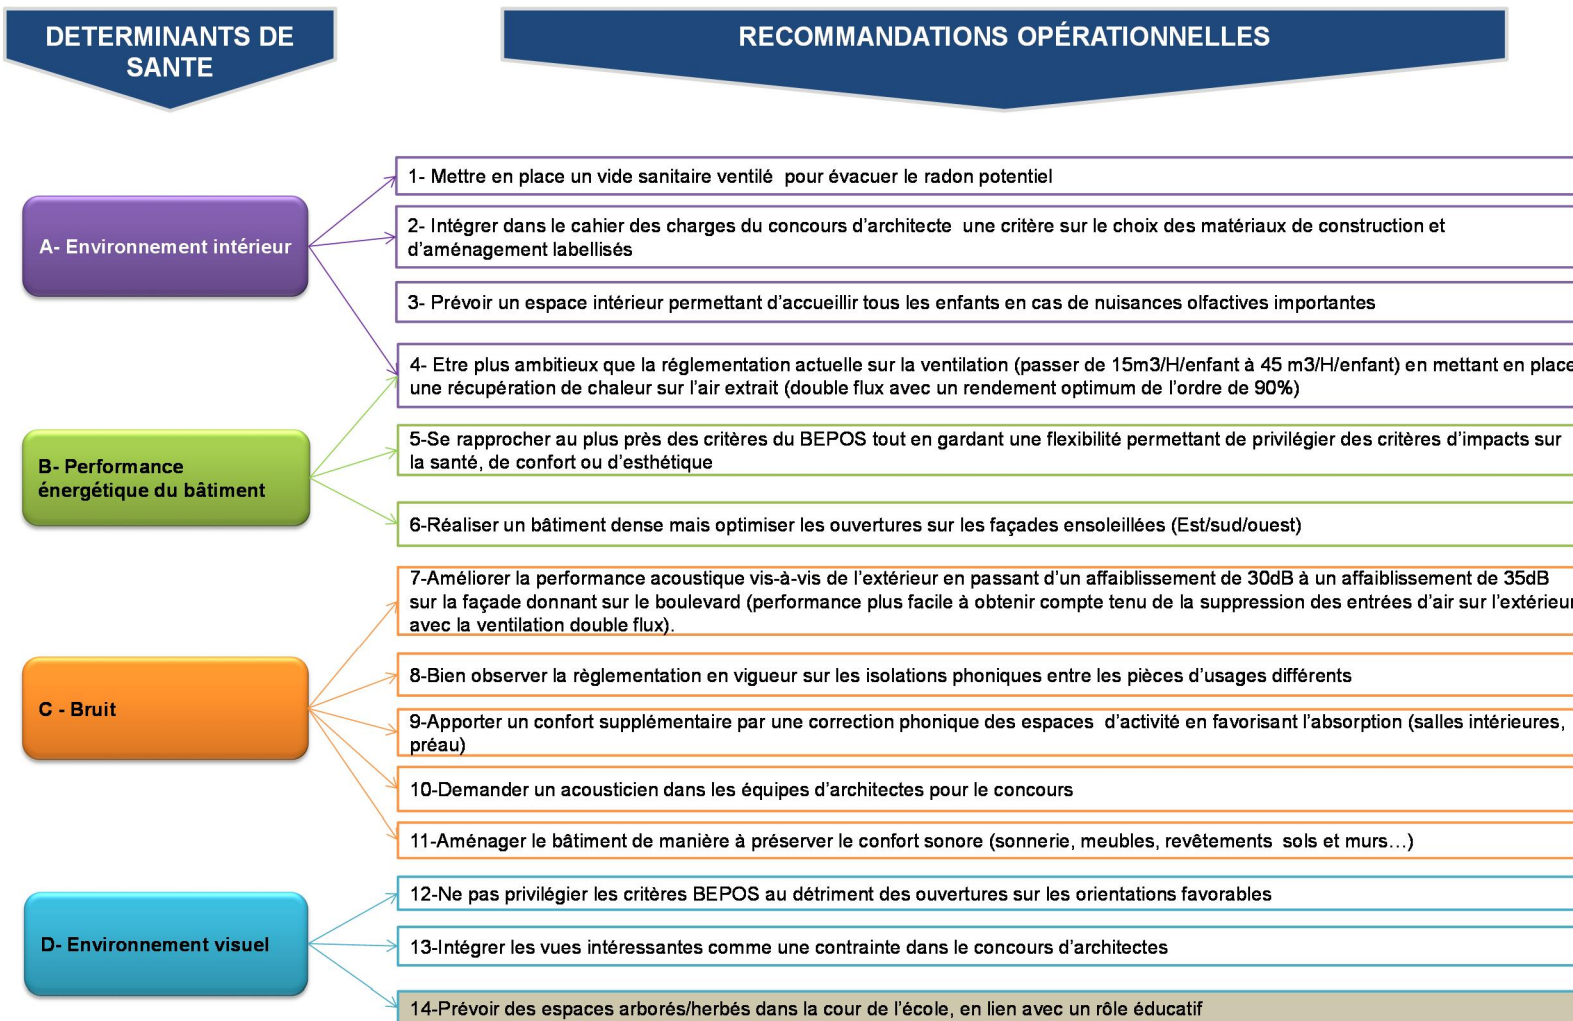 DETERMINANTS DE
SANTE
RECOMMANDATIONS OPÉRATIONNELLES
A- Environnement intérieur
1- Mettre en place un vide sanitaire ventilé pour évacuer le radon potentiel
2- Intégrer dans le cahier des charges du concours d’architecte une critère sur le choix des matériaux de construction et
d’aménagement labellisés
3- Prévoir un espace intérieur permettant d’accueillir tous les enfants en cas de nuisances olfactives importantes
4- Etre plus ambitieux que la réglementation actuelle sur la ventilation (passer de 15m3/H/enfant à 45 m3/H/enfant) en mettant en place
une récupération de chaleur sur l’air extrait (double flux avec un rendement optimum de l’ordre de 90%)
B- Performance
énergétique du bâtiment
5-Se rapprocher au plus près des critères du BEPOS tout en gardant une flexibilité permettant de privilégier des critères d’impacts sur
la santé, de confort ou d’esthétique
6-Réaliser un bâtiment dense mais optimiser les ouvertures sur les façades ensoleillées (Est/sud/ouest)
C - Bruit
7-Améliorer la performance acoustique vis-à-vis de l’extérieur en passant d’un affaiblissement de 30dB à un affaiblissement de 35dB
sur la façade donnant sur le boulevard (performance plus facile à obtenir compte tenu de la suppression des entrées d’air sur l’extérieur
avec la ventilation double flux).
8-Bien observer la règlementation en vigueur sur les isolations phoniques entre les pièces d’usages différents
9-Apporter un confort supplémentaire par une correction phonique des espaces d’activité en favorisant l’absorption (salles intérieures,
préau)
10-Demander un acousticien dans les équipes d’architectes pour le concours
11-Aménager le bâtiment de manière à préserver le confort sonore (sonnerie, meubles, revêtements sols et murs…)
D- Environnement visuel
12-Ne pas privilégier les critères BEPOS au détriment des ouvertures sur les orientations favorables
13-Intégrer les vues intéressantes comme une contrainte dans le concours d’architectes
14-Prévoir des espaces arborés/herbés dans la cour de l’école, en lien avec un rôle éducatif